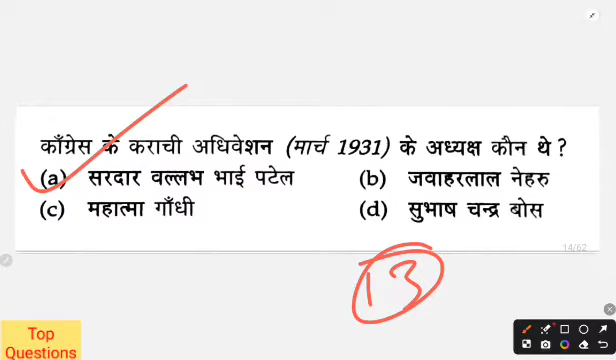 काँग्रेस के कराची अधिवेशन (मार्च 1931) के अध्यक्ष कौन थे ?
(a) सरदार वल्लभ भाई पटेल (b) जवाहरलाल नेहरु
(c) महात्मा गाँधी (d) सुभाष चन्द्र बोस
14/62
13
Top
Questions